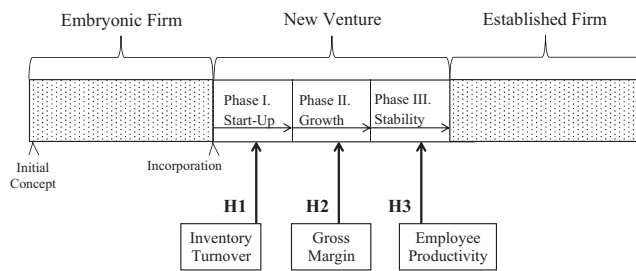 Embryonic Firm New Venture Established Firm
Phase I. Phase II. Phase III.
Start-Up Growth Stability
Initial Incorporation
Concept
H1 H2 H3
Inventory Gross Employee
Turnover Margin Productivity